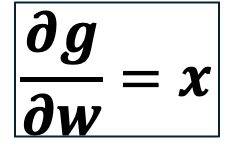 ∂g/∂w = x